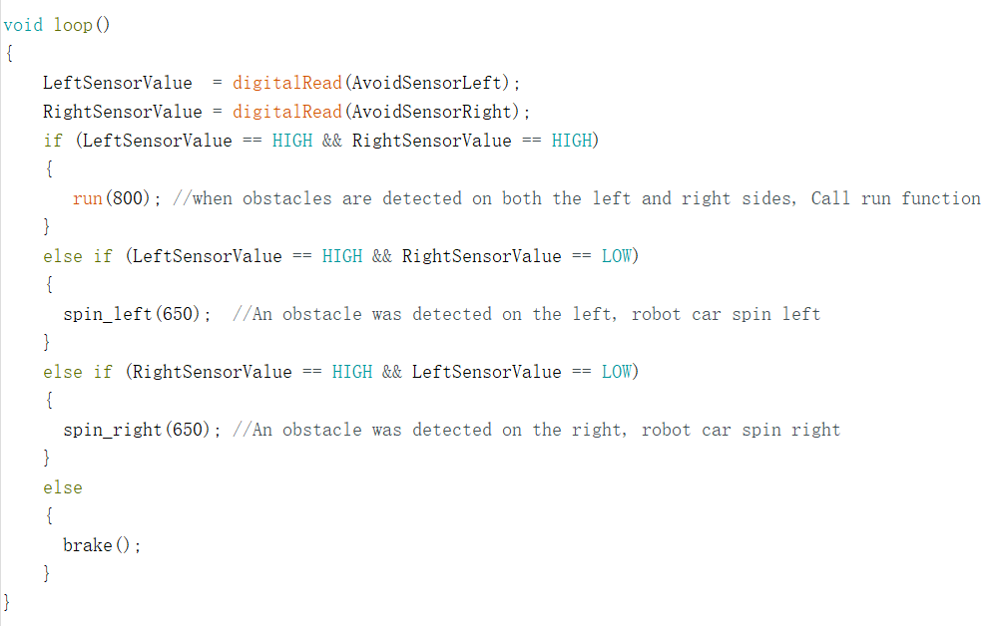 void loop()
{
    LeftSensorValue  = digitalRead(AvoidSensorLeft);
    RightSensorValue = digitalRead(AvoidSensorRight);
    if (LeftSensorValue == HIGH && RightSensorValue == HIGH)
    {
       run(800); //when obstacles are detected on both the left and right sides, Call run function
    }
    else if (LeftSensorValue == HIGH && RightSensorValue == LOW)
    {
      spin_left(650);  //An obstacle was detected on the left, robot car spin left
    }
    else if (RightSensorValue == HIGH && LeftSensorValue == LOW)
    {
      spin_right(650); //An obstacle was detected on the right, robot car spin right
    }
    else
    {
      brake();
    }
}